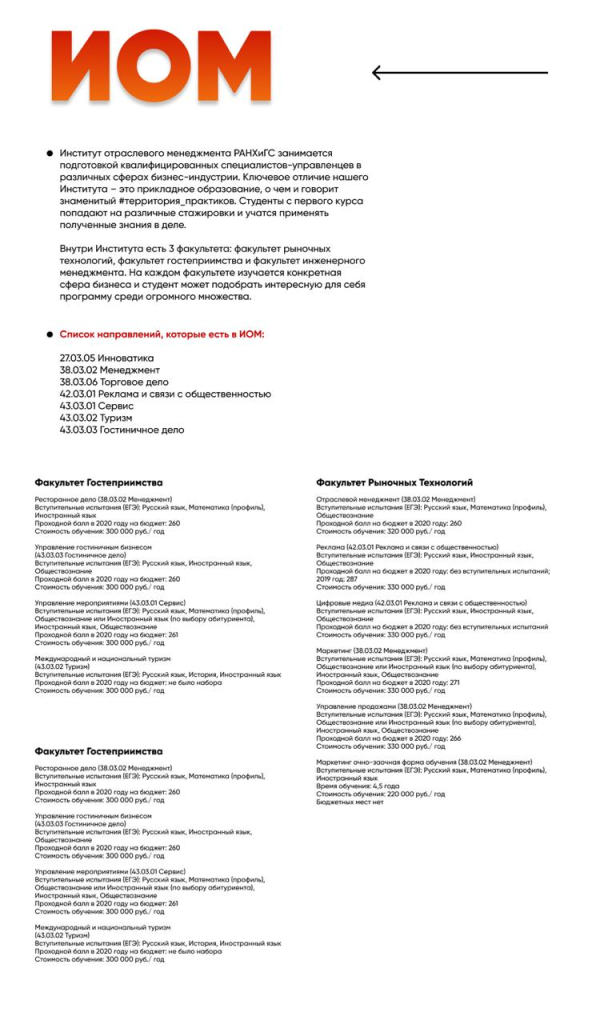 ИОМ
Институт отраслевого менеджмента РАНХиГС занимается
подготовкой квалифицированных специалистов-управленцев в
различных сферах бизнес-индустрии. Ключевое отличие нашего
Института – это прикладное образование, о чем и говорит
знаменитый #территория_практиков. Студенты с первого курса
попадают на различные стажировки и учатся применять
полученные знания в деле.
Внутри Института есть 3 факультета: факультет рыночных
технологий, факультет гостеприимства и факультет инженерного
менеджмента. На каждом факультете изучается конкретная
сфера бизнеса и студент может подобрать интересную для себя
программу среди огромного множества.
Список направлений, которые есть в ИОМ:
27.03.05 Инноватика
38.03.02 Менеджмент
38.03.06 Торговое дело
42.03.01 Реклама и связи с общественностью
43.03.01 Сервис
43.03.02 Туризм
43.03.03 Гостиничное дело
Факультет Гостеприимства
Ресторанное дело (38.03.02 Менеджмент)
Вступительные испытания (ЕГЭ): Русский язык, Математика (профиль),
Иностранный язык
Проходной балл в 2020 году на бюджет: 260
Стоимость обучения: 300 000 руб./ год
Управление гостиничным бизнесом
(43.03.03 Гостиничное дело)
Вступительные испытания (ЕГЭ): Русский язык, Иностранный язык,
Обществознание
Проходной балл в 2020 году на бюджет: 260
Стоимость обучения: 300 000 руб./ год
Управление мероприятиями (43.03.01 Сервис)
Вступительные испытания (ЕГЭ): Русский язык, Математика (профиль),
Обществознание или Иностранный язык (по выбору абитуриента),
Иностранный язык, Обществознание
Проходной балл в 2020 году на бюджет: 261
Стоимость обучения: 300 000 руб./ год
Международный и национальный туризм
(43.03.02 Туризм)
Вступительные испытания (ЕГЭ): Русский язык, История, Иностранный язык
Проходной балл в 2020 году на бюджет: не было набора
Стоимость обучения: 300 000 руб./ год
Факультет Гостеприимства
Ресторанное дело (38.03.02 Менеджмент)
Вступительные испытания (ЕГЭ): Русский язык, Математика (профиль),
Иностранный язык
Проходной балл в 2020 году на бюджет: 260
Стоимость обучения: 300 000 руб./ год
Управление гостиничным бизнесом
(43.03.03 Гостиничное дело)
Вступительные испытания (ЕГЭ): Русский язык, Иностранный язык,
Обществознание
Проходной балл в 2020 году на бюджет: 260
Стоимость обучения: 300 000 руб./ год
Управление мероприятиями (43.03.01 Сервис)
Вступительные испытания (ЕГЭ): Русский язык, Математика (профиль),
Обществознание или Иностранный язык (по выбору абитуриента),
Иностранный язык, Обществознание
Проходной балл в 2020 году на бюджет: 261
Стоимость обучения: 300 000 руб./ год
Международный и национальный туризм
(43.03.02 Туризм)
Вступительные испытания (ЕГЭ): Русский язык, История, Иностранный язык
Проходной балл в 2020 году на бюджет: не было набора
Стоимость обучения: 300 000 руб./ год
Факультет Рыночных Технологий
Отраслевой менеджмент (38.03.02 Менеджмент)
Вступительные испытания (ЕГЭ): Русский язык, Математика (профиль),
Обществознание
Проходной балл на бюджет в 2020 году: 260
Стоимость обучения: 320 000 руб./ год
Реклама (42.03.01 Реклама и связи с общественностью)
Вступительные испытания (ЕГЭ): Русский язык, Иностранный язык,
Обществознание
Проходной балл на бюджет в 2020 году: без вступительных испытаний;
2019 год: 287
Стоимость обучения: 330 000 руб./ год
Цифровые медиа (42.03.01 Реклама и связи с общественностью)
Вступительные испытания (ЕГЭ): Русский язык, Иностранный язык,
Обществознание
Проходной балл на бюджет в 2020 году: без вступительных испытаний
Стоимость обучения: 330 000 руб./ год
Маркетинг (38.03.02 Менеджмент)
Вступительные испытания (ЕГЭ): Русский язык, Математика (профиль),
Обществознание или Иностранный язык (по выбору абитуриента),
Иностранный язык, Обществознание
Проходной балл на бюджет в 2020 году: 271
Стоимость обучения: 330 000 руб./ год
Управление продажами (38.03.02 Менеджмент)
Вступительные испытания (ЕГЭ): Русский язык, Математика (профиль),
Обществознание или Иностранный язык (по выбору абитуриента),
Иностранный язык, Обществознание
Проходной балл на бюджет в 2020 году: 266
Стоимость обучения: 330 000 руб./ год
Маркетинг очно-заочная форма обучения (38.03.02 Менеджмент)
Вступительные испытания (ЕГЭ): Русский язык, Математика (профиль),
Иностранный язык
Время обучения: 4,5 года
Стоимость обучения: 220 000 руб./ год
Бюджетных мест нет